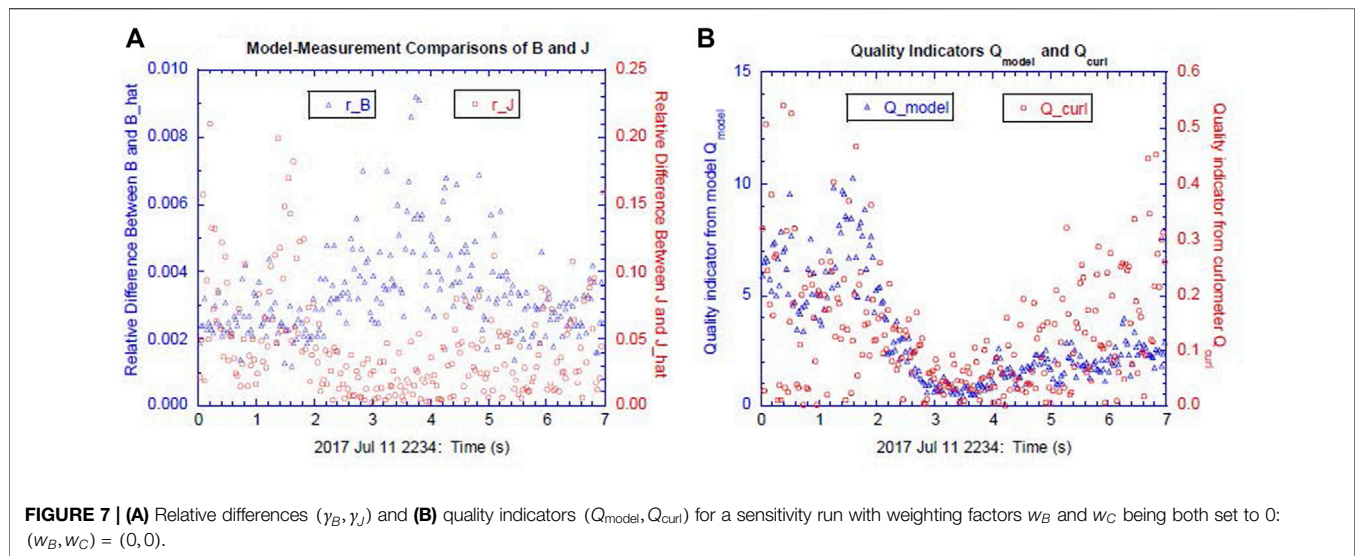 A
Model-Measurement Comparisons of B and J
Relative Difference Between B and B_hat
0.010
0.008
0.006
0.004
0.002
0.000
r_B
r_J
0.25
0.20
0.15
0.10
0.05
0.00
Relative Difference Between J and J_hat
0 1 2 3 4 5 6 7
2017 Jul 11 2234: Time (s)
B
Quality Indicators Q_model and Q_curl
Quality indicator from model Q_model
15
10
5
0
Q_model
Q_curl
0.6
0.5
0.4
0.3
0.2
0.1
0.0
Quality indicator from curlometer Q_curl
0 1 2 3 4 5 6 7
2017 Jul 11 2234: Time (s)
FIGURE 7 | (A) Relative differences (γ_B, γ_J) and (B) quality indicators (Q_model, Q_curl) for a sensitivity run with weighting factors w_B and w_C being both set to 0:
(w_B, w_C) = (0, 0).